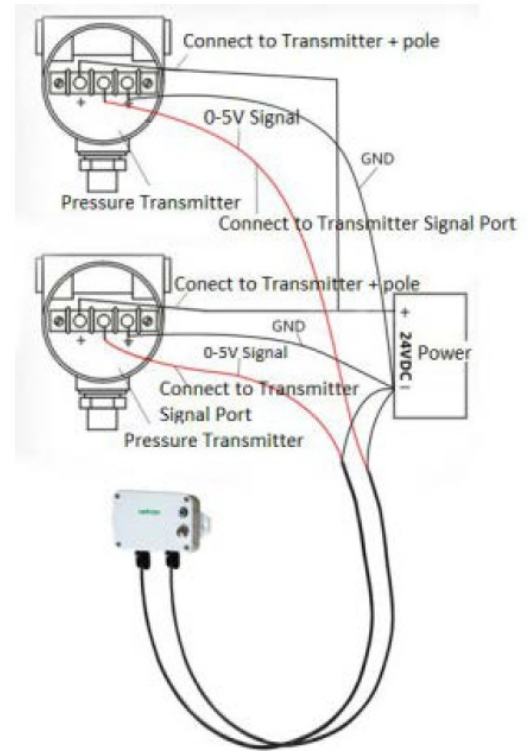 Connect to Transmitter + pole
+
0-5V Signal
GND
Pressure Transmitter
Connect to Transmitter Signal Port
Conect to Transmitter + pole
+
GND
+
24VDC
Power
0-5V Signal
Connect to Transmitter
Signal Port
Pressure Transmitter